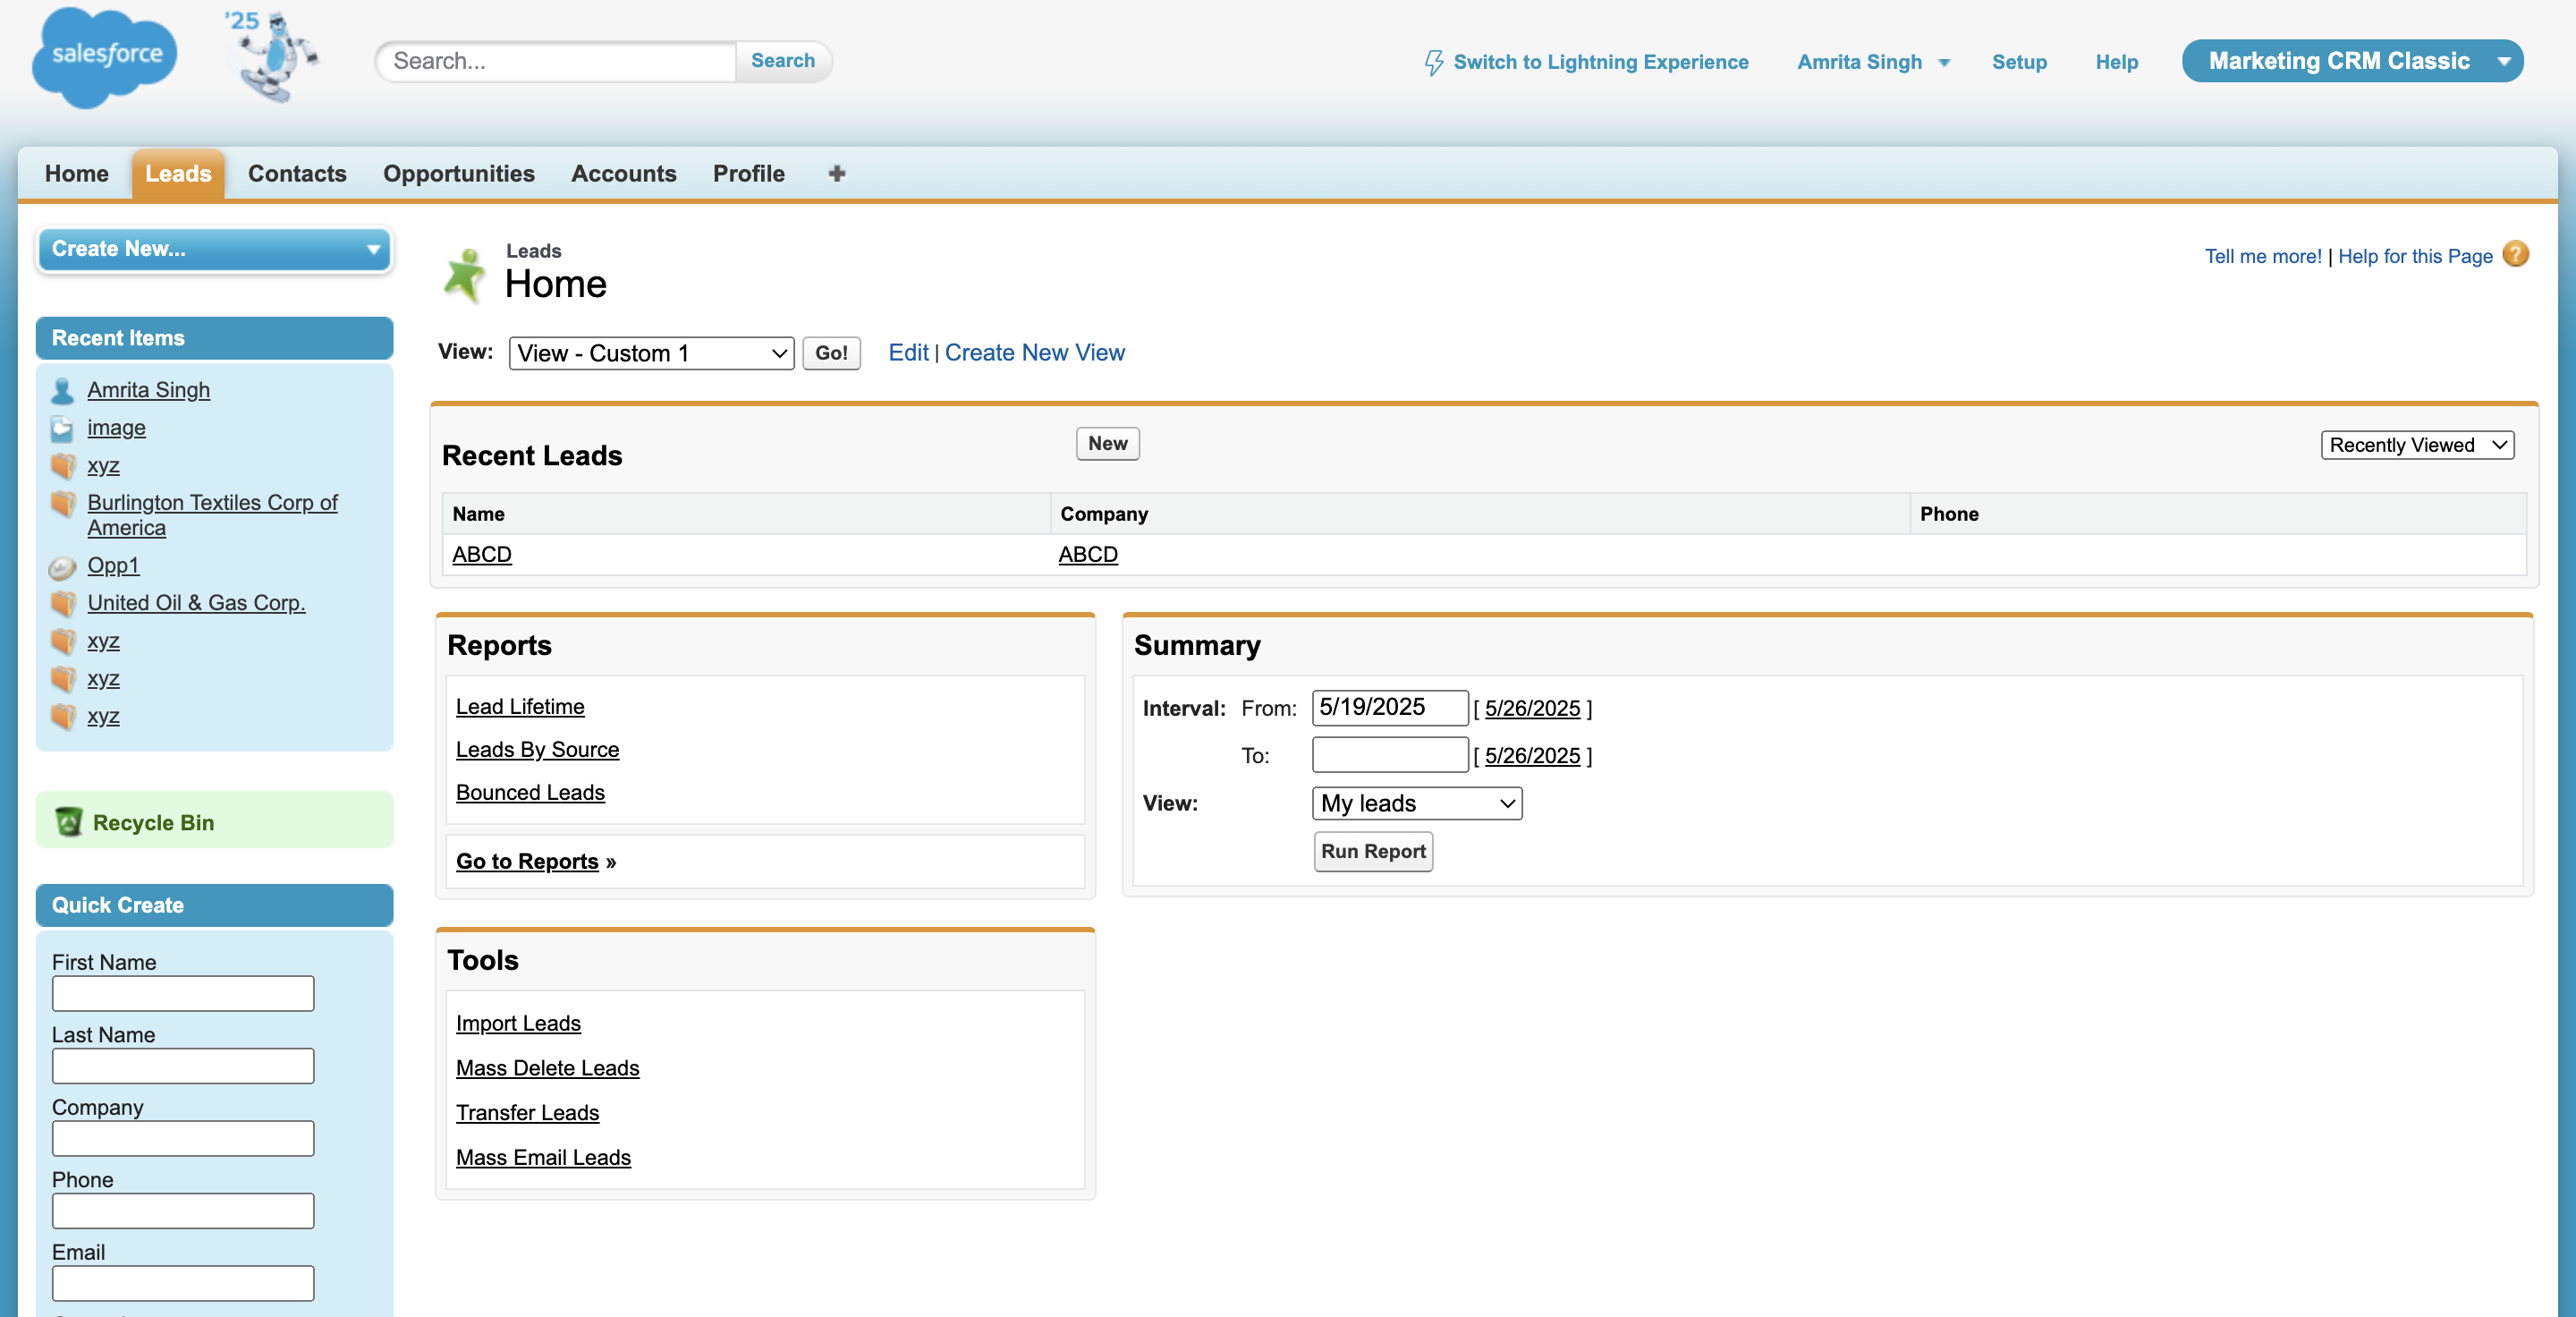 salesforce
'25
Search...
Search
Switch to Lightning Experience
Amrita Singh
Setup
Help
Marketing CRM Classic
Home
Leads
Contacts
Opportunities
Accounts
Profile
Create New...
Recent Items
Amrita Singh
image
xyz
Burlington Textiles Corp of
America
Opp1
United Oil & Gas Corp.
xyz
xyz
xyz
Recycle Bin
Quick Create
First Name
Last Name
Company
Phone
Email
Leads
Home
Tell me more! | Help for this Page
View: View - Custom 1 Go! Edit | Create New View
Recent Leads
New
Recently Viewed
Name Company Phone
ABCD ABCD
Reports
Lead Lifetime
Leads By Source
Bounced Leads
Go to Reports »
Summary
Interval: From: 5/19/2025 [ 5/26/2025 ]
To: [ 5/26/2025 ]
View: My leads
Run Report
Tools
Import Leads
Mass Delete Leads
Transfer Leads
Mass Email Leads